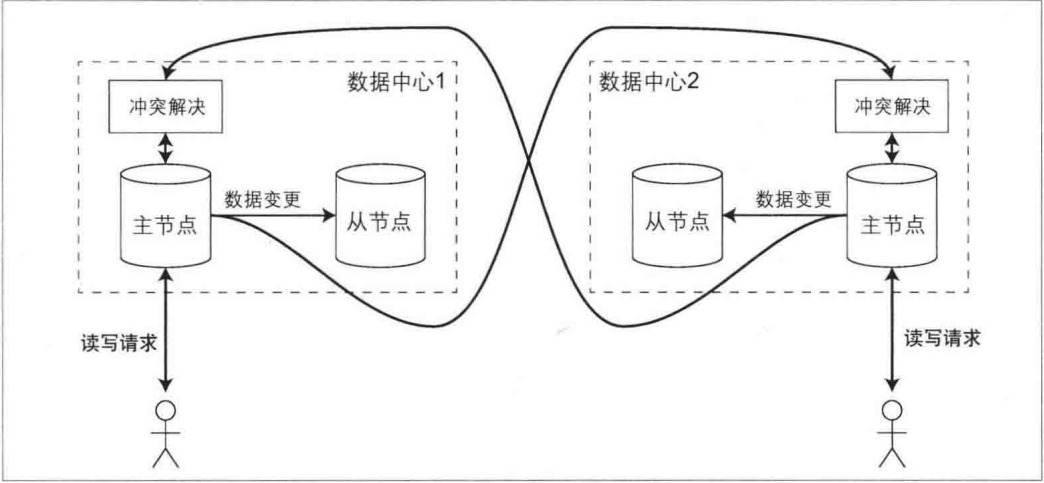 数据中心1
冲突解决
数据变更
主节点
从节点
读写请求
数据中心2
冲突解决
数据变更
从节点
主节点
读写请求